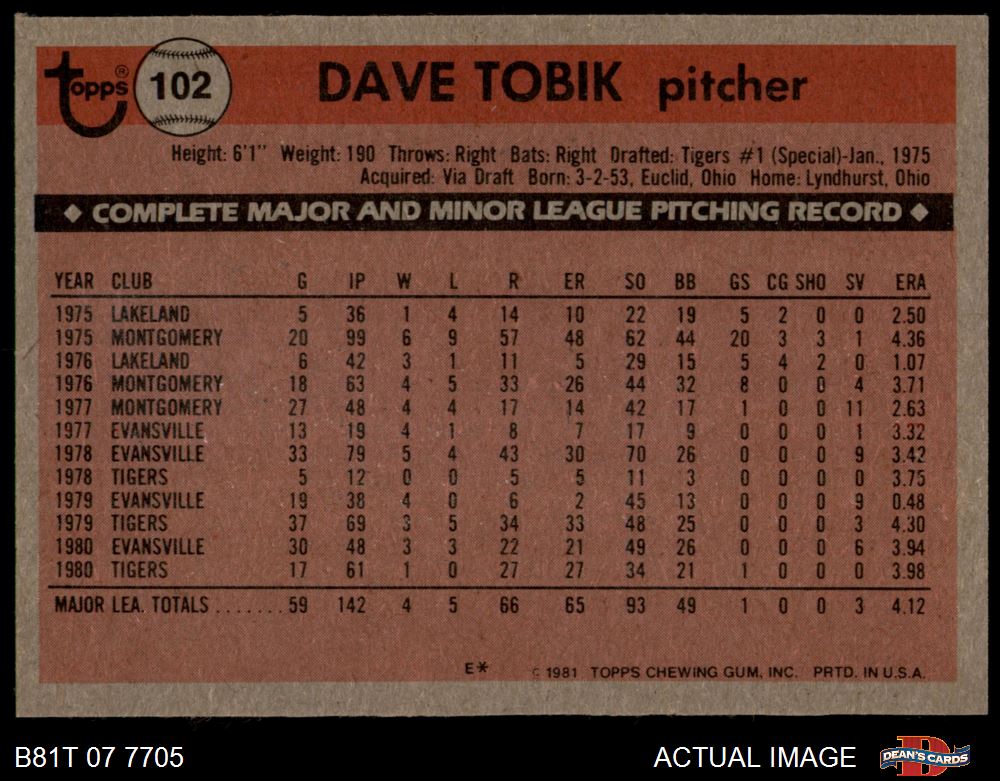 Topps® 102 DAVE TOBIK pitcher
Height: 6'1" Weight: 190 Throws: Right Bats: Right Drafted: Tigers #1 (Special)-Jan., 1975
Acquired: Via Draft Born: 3-2-53, Euclid, Ohio Home: Lyndhurst, Ohio
◆ COMPLETE MAJOR AND MINOR LEAGUE PITCHING RECORD ◆
YEAR CLUB G IP W L R ER SO BB GS CG SHO SV ERA
1975 LAKELAND 5 36 1 4 14 10 22 19 5 2 0 0 2.50
1975 MONTGOMERY 20 99 6 9 57 48 62 44 20 3 3 1 4.36
1976 LAKELAND 6 42 3 1 11 5 29 15 5 4 2 0 1.07
1976 MONTGOMERY 18 63 4 5 33 26 44 32 8 0 0 4 3.71
1977 MONTGOMERY 27 48 4 4 17 14 42 17 1 0 0 11 2.63
1977 EVANSVILLE 13 19 4 1 8 7 17 9 0 0 0 1 3.32
1978 EVANSVILLE 33 79 5 4 43 30 70 26 0 0 0 9 3.42
1978 TIGERS 5 12 0 0 5 5 11 3 0 0 0 0 3.75
1979 EVANSVILLE 19 38 4 0 6 2 45 13 0 0 0 9 0.48
1979 TIGERS 37 69 3 5 34 33 48 25 0 0 0 3 4.30
1980 EVANSVILLE 30 48 3 3 22 21 49 26 0 0 0 6 3.94
1980 TIGERS 17 61 1 0 27 27 34 21 1 0 0 0 3.98
MAJOR LEA. TOTALS ....... 59 142 4 5 66 65 93 49 1 0 0 3 4.12
E* © 1981 TOPPS CHEWING GUM, INC. PRTD. IN U.S.A.
B81T 07 7705 ACTUAL IMAGE DEAN'S CARDS